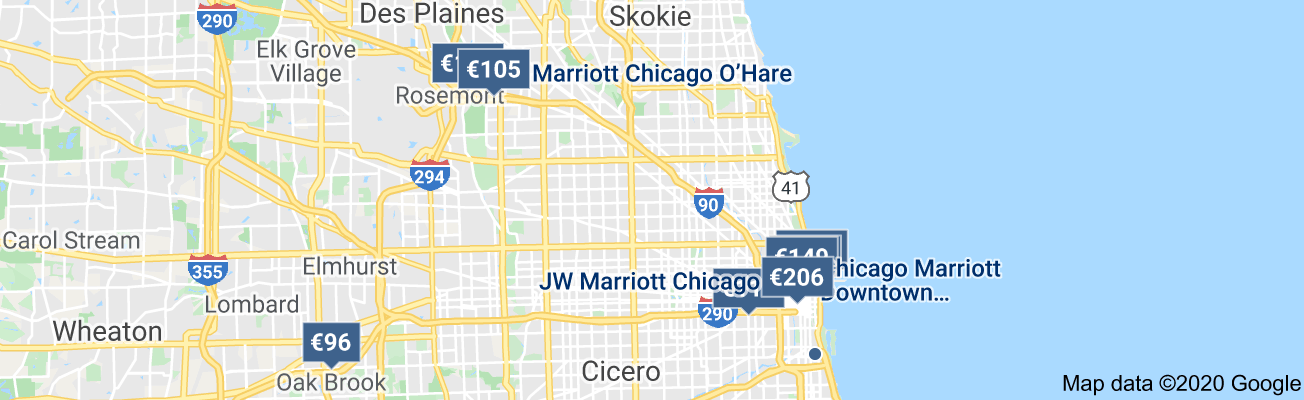 290
Des Plaines
Skokie
Elk Grove
Village
€105
Marriott Chicago O’Hare
Rosemont
294
41
90
Carol Stream
355
Elmhurst
€149
€206
JW Marriott Chicago
Chicago Marriott
Downtown…
Lombard
290
Wheaton
€96
Oak Brook
Cicero
Map data ©2020 Google